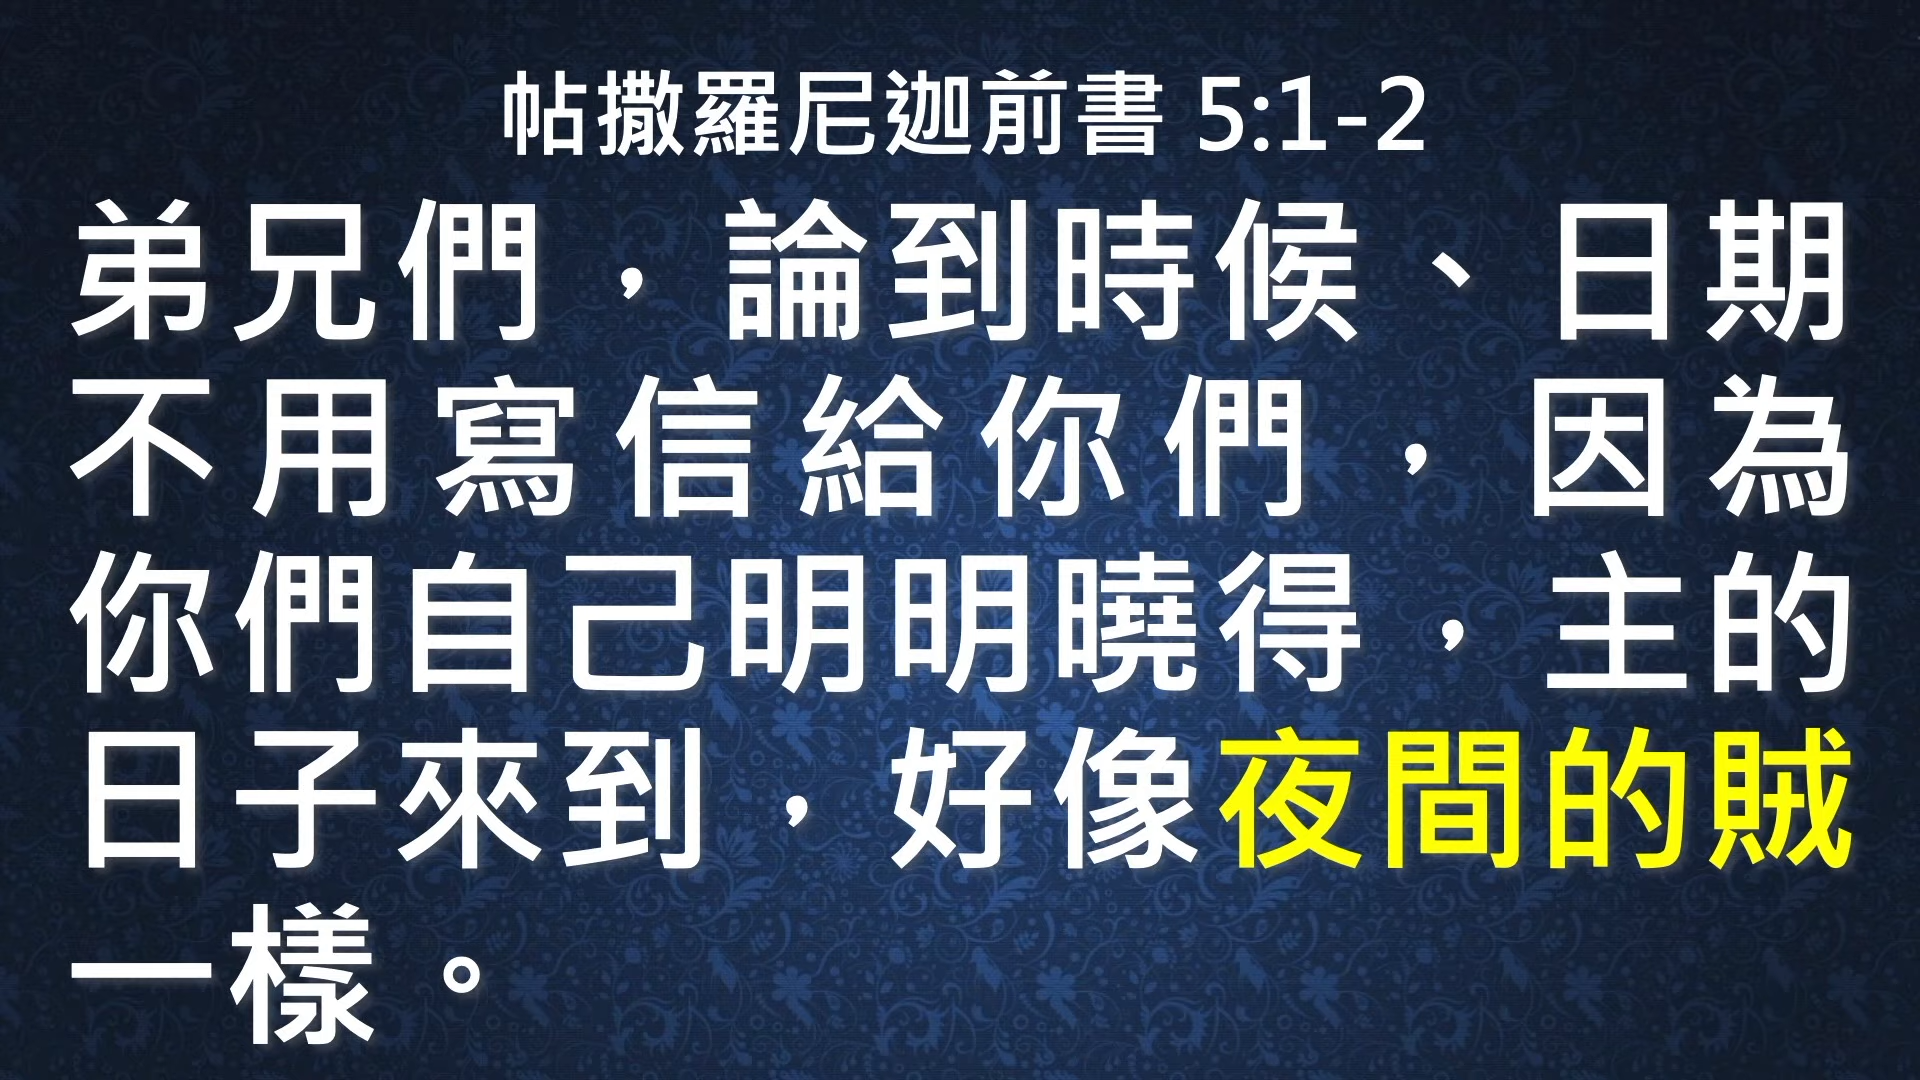 帖撒羅尼迦前書 5:1-2
弟兄們，論到時候、日期
不用寫信給你們，因為
你們自己明明曉得，主的
日子來到，好像夜間的賊
一樣。